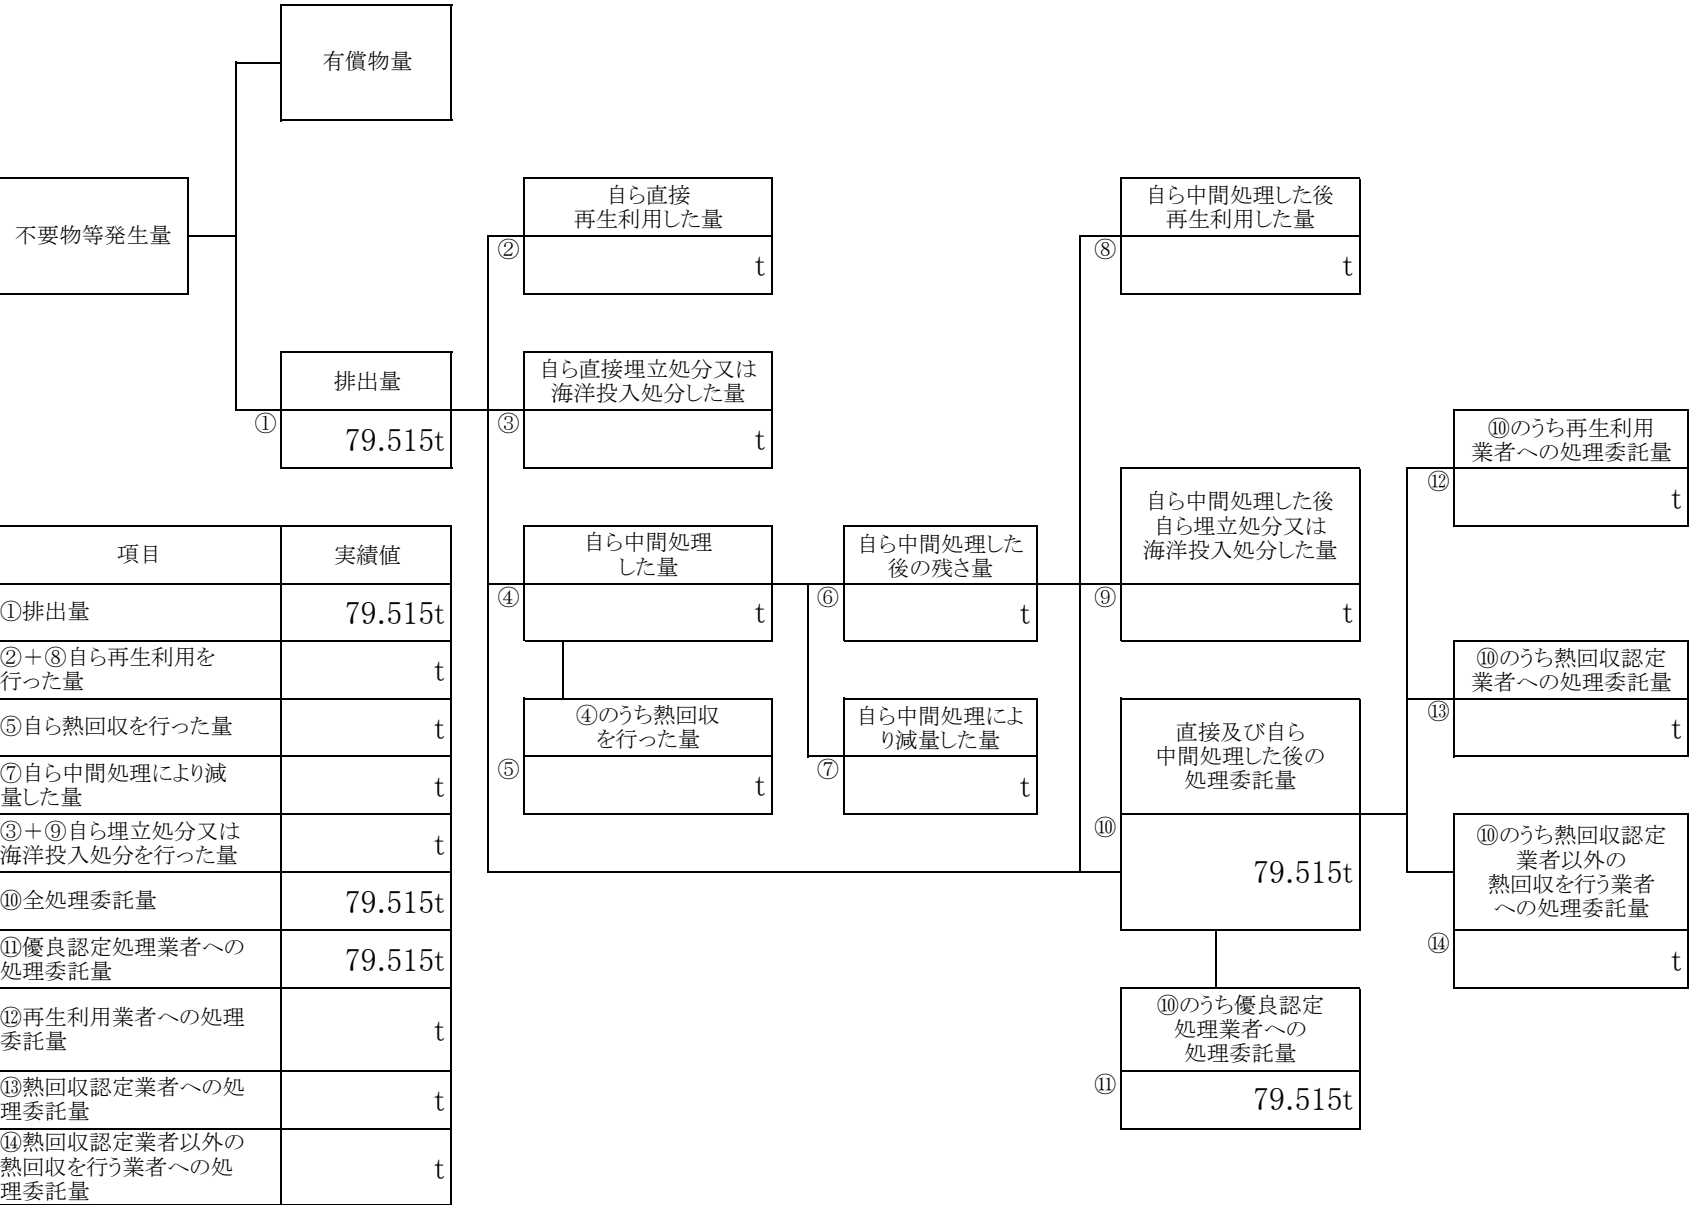 有償物量
不要物等発生量
自ら直接
再生利用した量
②
t
自ら中間処理した後
再生利用した量
⑧
t
排出量
①
79.515t
自ら直接埋立処分又は
海洋投入処分した量
③
t
⑩のうち再生利用
業者への処理委託量
⑫
t
自ら中間処理
した量
④
t
自ら中間処理した
後の残さ量
⑥
t
自ら中間処理した後
自ら埋立処分又は
海洋投入処分した量
⑨
t
⑩のうち熱回収認定
業者への処理委託量
⑬
t
④のうち熱回収
を行った量
⑤
t
自ら中間処理によ
り減量した量
⑦
t
直接及び自ら
中間処理した後の
処理委託量
⑩
79.515t
⑩のうち熱回収認定
業者以外の
熱回収を行う業者
への処理委託量
⑭
t
⑩のうち優良認定
処理業者への
処理委託量
⑪
79.515t
項目
実績値
①排出量
79.515t
②+⑧自ら再生利用を
行った量
t
⑤自ら熱回収を行った量
t
⑦自ら中間処理により減
量した量
t
③+⑨自ら埋立処分又は
海洋投入処分を行った量
t
⑩全処理委託量
79.515t
⑪優良認定処理業者への
処理委託量
79.515t
⑫再生利用業者への処理
委託量
t
⑬熱回収認定業者への処
理委託量
t
⑭熱回収認定業者以外の
熱回収を行う業者への処
理委託量
t